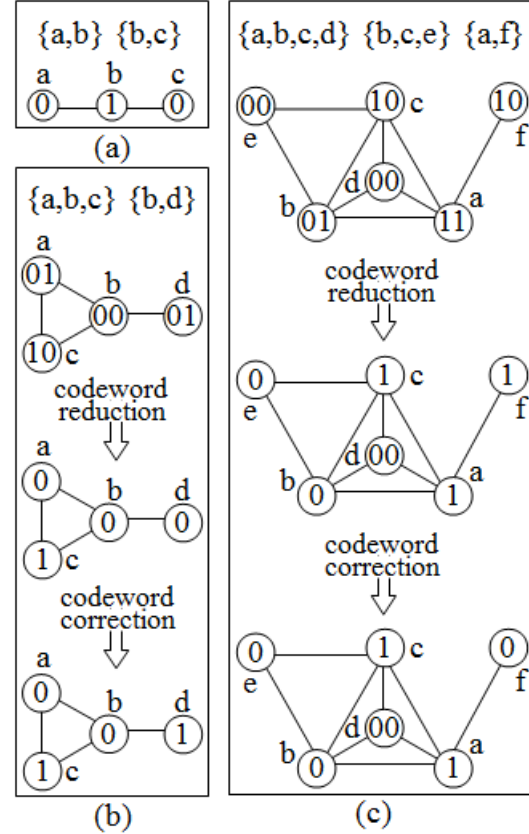 {a,b} {b,c}
a b c
0 1 0
(a)
{a,b,c} {b,d}
a
01 b d
00 01
10 c
codeword
reduction
a
0 b d
0 0
1 c
codeword
correction
a
0 b d
0 1
1 c
(b)
{a,b,c,d} {b,c,e} {a,f}
00 10 c 10
e f
d 00
b a
01 11
codeword
reduction
0 1 c 1
e f
d 00
b a
0 1
codeword
correction
0 1 c 0
e f
d 00
b a
0 1
(c)